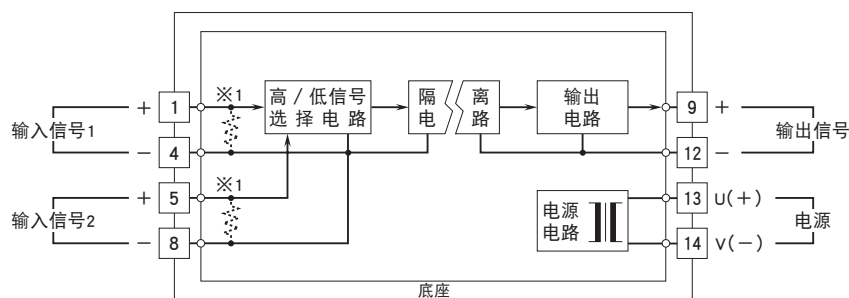 输入信号1
+ 1
- 4
※1
高/低信号
选择电路
隔 离
电 路
输出
电路
9 +
12 -
输出信号
输入信号2
+ 5
- 8
※1
电源
电路
13 U(+)
14 V(-)
电源
底座